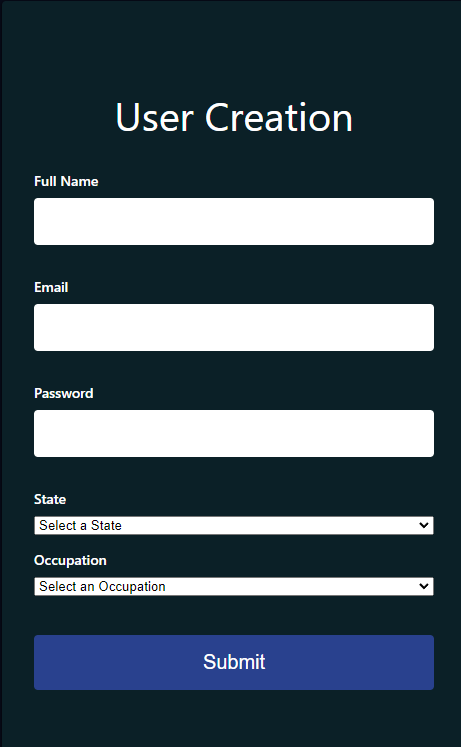 User Creation
Full Name
Email
Password
State
Select a State
Occupation
Select an Occupation
Submit